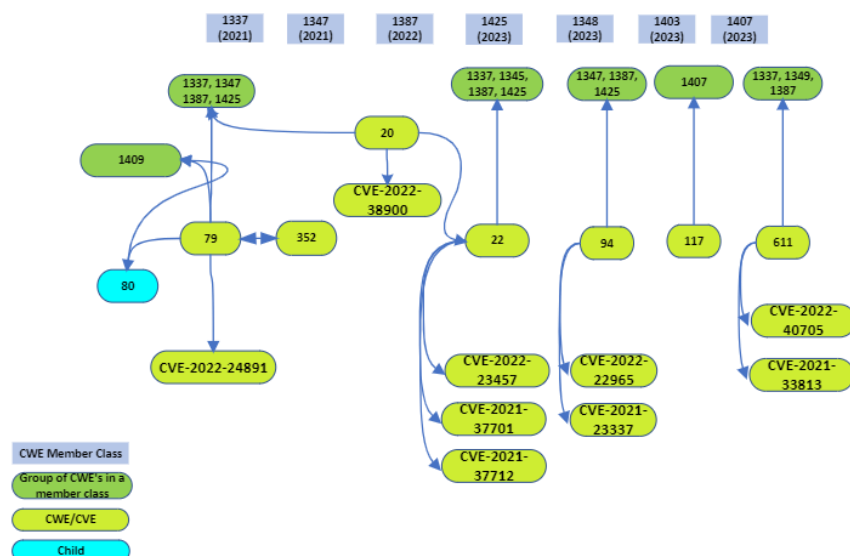 1337
(2021)
1347
(2021)
1387
(2022)
1425
(2023)
1348
(2023)
1403
(2023)
1407
(2023)
1337, 1347
1387, 1425
1337, 1345,
1387, 1425
1347, 1387,
1425
1407
1337, 1349,
1387
20
1409
CVE-2022-
38900
79
352
22
94
117
611
80
CVE-2022-
40705
CVE-2022-24891
CVE-2022-
23457
CVE-2022-
22965
CVE-2021-
33813
CVE-2021-
37701
CVE-2021-
23337
CVE-2021-
37712
CWE Member Class
Group of CWE's in a
member class
CWE/CVE
Child